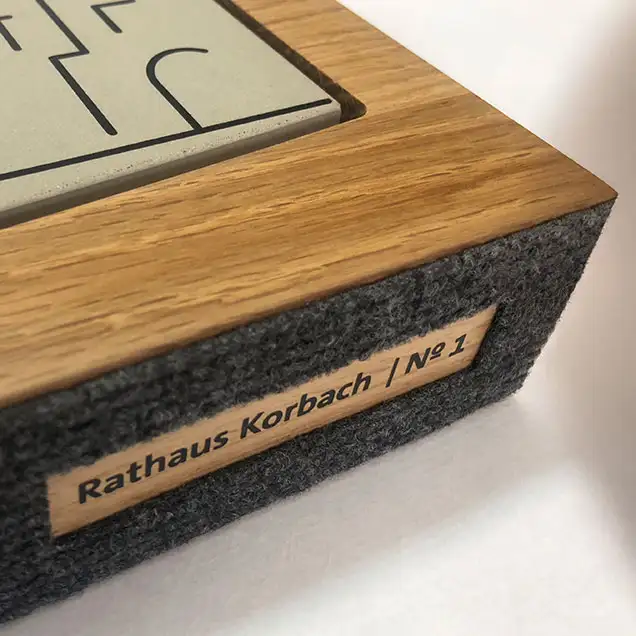 Rathaus Korbach | Nº 1